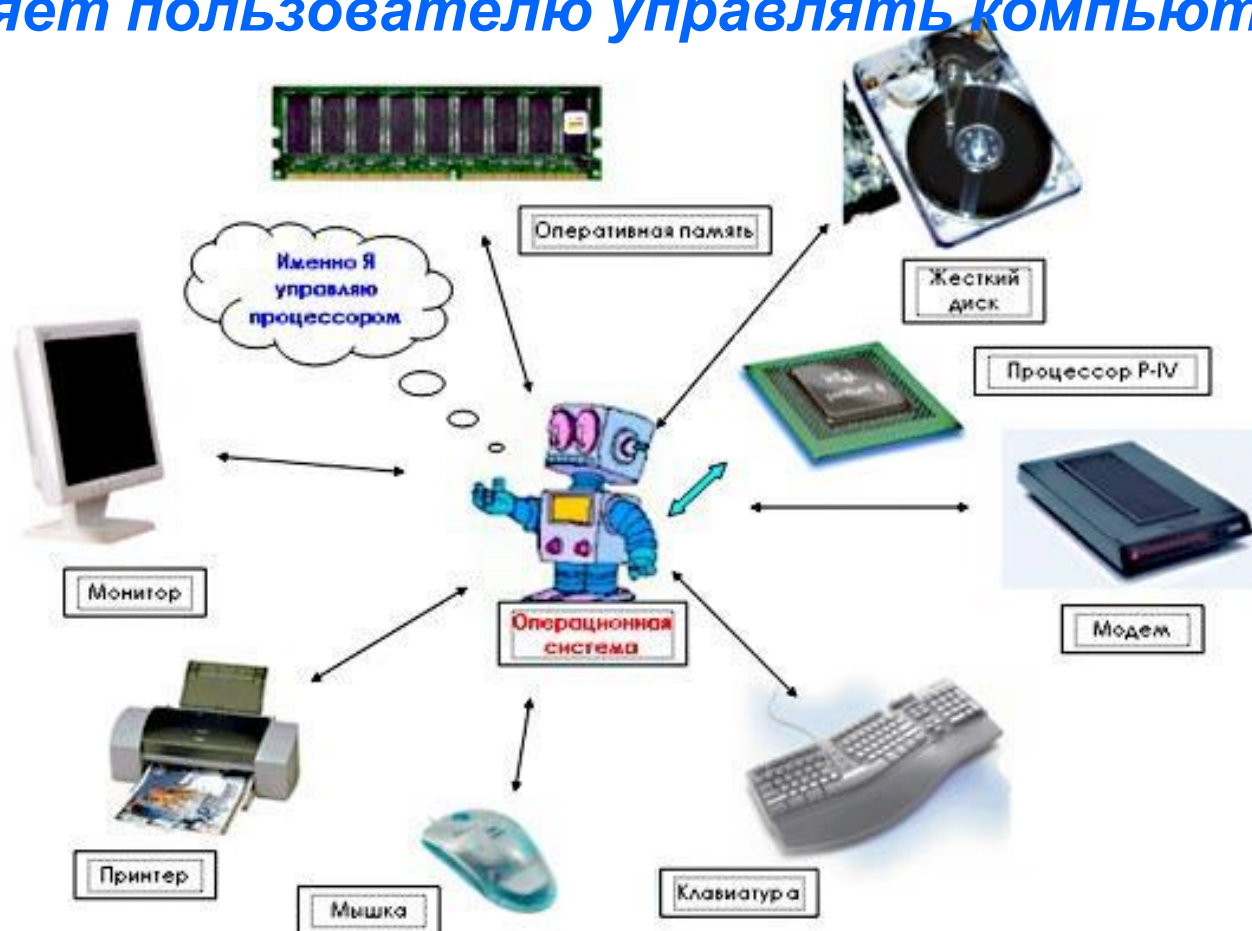 яет пользователю управлять компьют
Оперативная память
Именно Я
управляю
процессором
Жесткий
диск
Процессор P-IV
Монитор
Операционная
система
Модем
Принтер
Мышка
Клавиатура